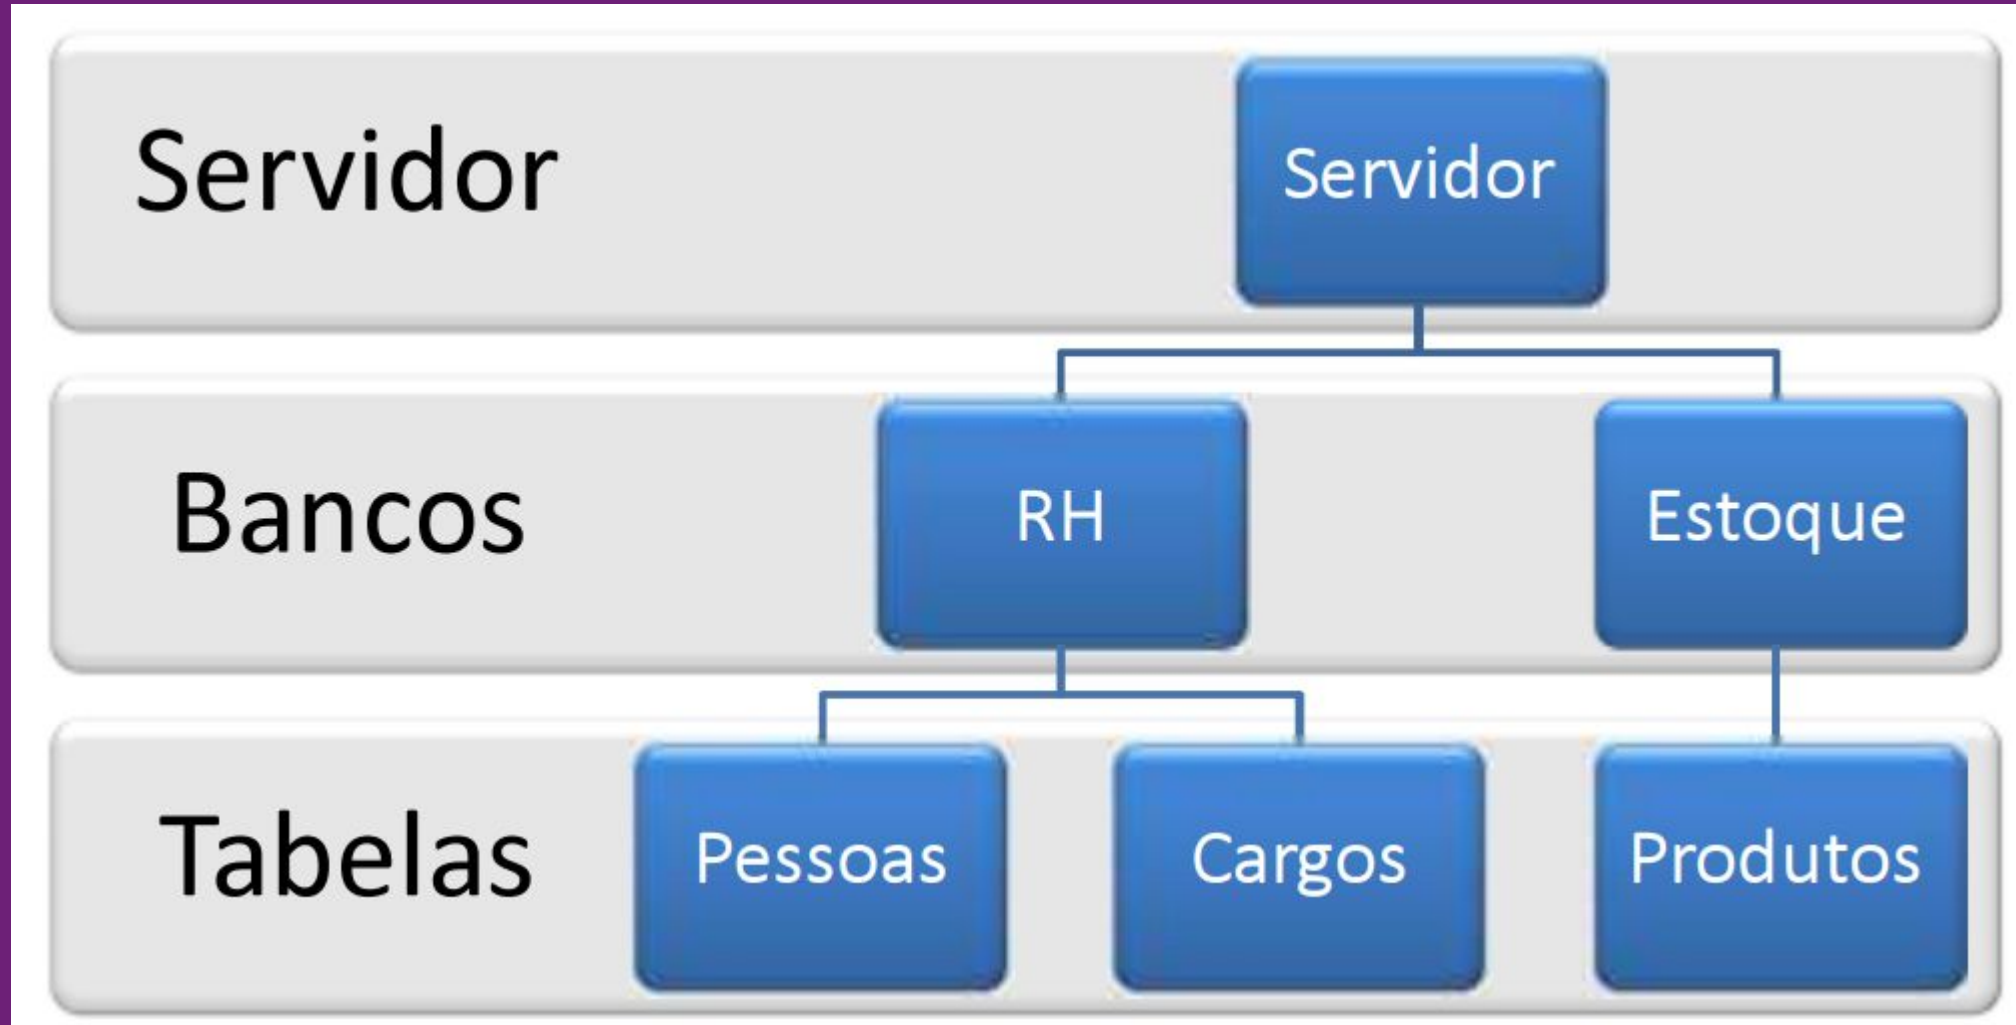 Servidor
Servidor
Bancos
RH
Estoque
Tabelas
Pessoas
Cargos
Produtos